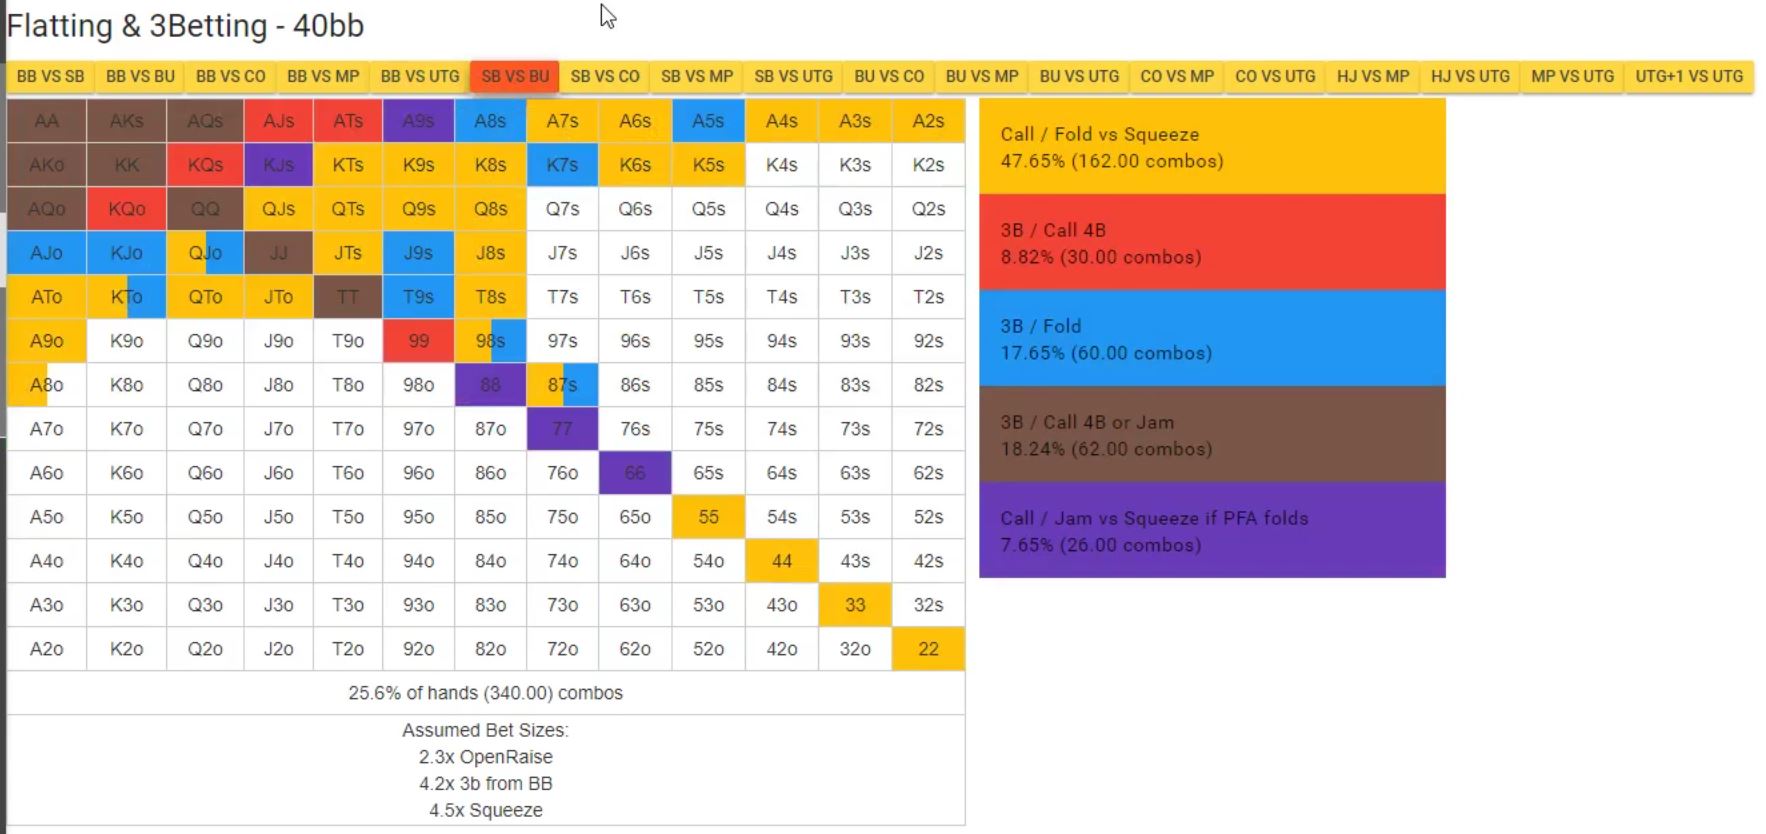 Flatting & 3Betting - 40bb
BB VS SB BB VS BU BB VS CO BB VS MP BB VS UTG SB VS BU SB VS CO SB VS MP SB VS UTG BU VS CO BU VS MP BU VS UTG CO VS MP CO VS UTG HJ VS MP HJ VS UTG MP VS UTG UTG+1 VS UTG
AA AKs AQs AJs ATs A9s A8s A7s A6s A5s A4s A3s A2s
AKo KK KQs KJs KTs K9s K8s K7s K6s K5s K4s K3s K2s
AQo KQo QQ QJs QTs Q9s Q8s Q7s Q6s Q5s Q4s Q3s Q2s
AJo KJo QJo JJ JTs J9s J8s J7s J6s J5s J4s J3s J2s
ATo KTo QTo JTo TT T9s T8s T7s T6s T5s T4s T3s T2s
A9o K9o Q9o J9o T9o 99 98s 97s 96s 95s 94s 93s 92s
A8o K8o Q8o J8o T8o 98o 88 87s 86s 85s 84s 83s 82s
A7o K7o Q7o J7o T7o 97o 87o 77 76s 75s 74s 73s 72s
A6o K6o Q6o J6o T6o 96o 86o 76o 66 65s 64s 63s 62s
A5o K5o Q5o J5o T5o 95o 85o 75o 65o 55 54s 53s 52s
A4o K4o Q4o J4o T4o 94o 84o 74o 64o 54o 44 43s 42s
A3o K3o Q3o J3o T3o 93o 83o 73o 63o 53o 43o 33 32s
A2o K2o Q2o J2o T2o 92o 82o 72o 62o 52o 42o 32o 22
25.6% of hands (340.00) combos
Assumed Bet Sizes:
2.3x OpenRaise
4.2x 3b from BB
4.5x Squeeze
Call / Fold vs Squeeze
47.65% (162.00 combos)
3B / Call 4B
8.82% (30.00 combos)
3B / Fold
17.65% (60.00 combos)
3B / Call 4B or Jam
18.24% (62.00 combos)
Call / Jam vs Squeeze if PFA folds
7.65% (26.00 combos)